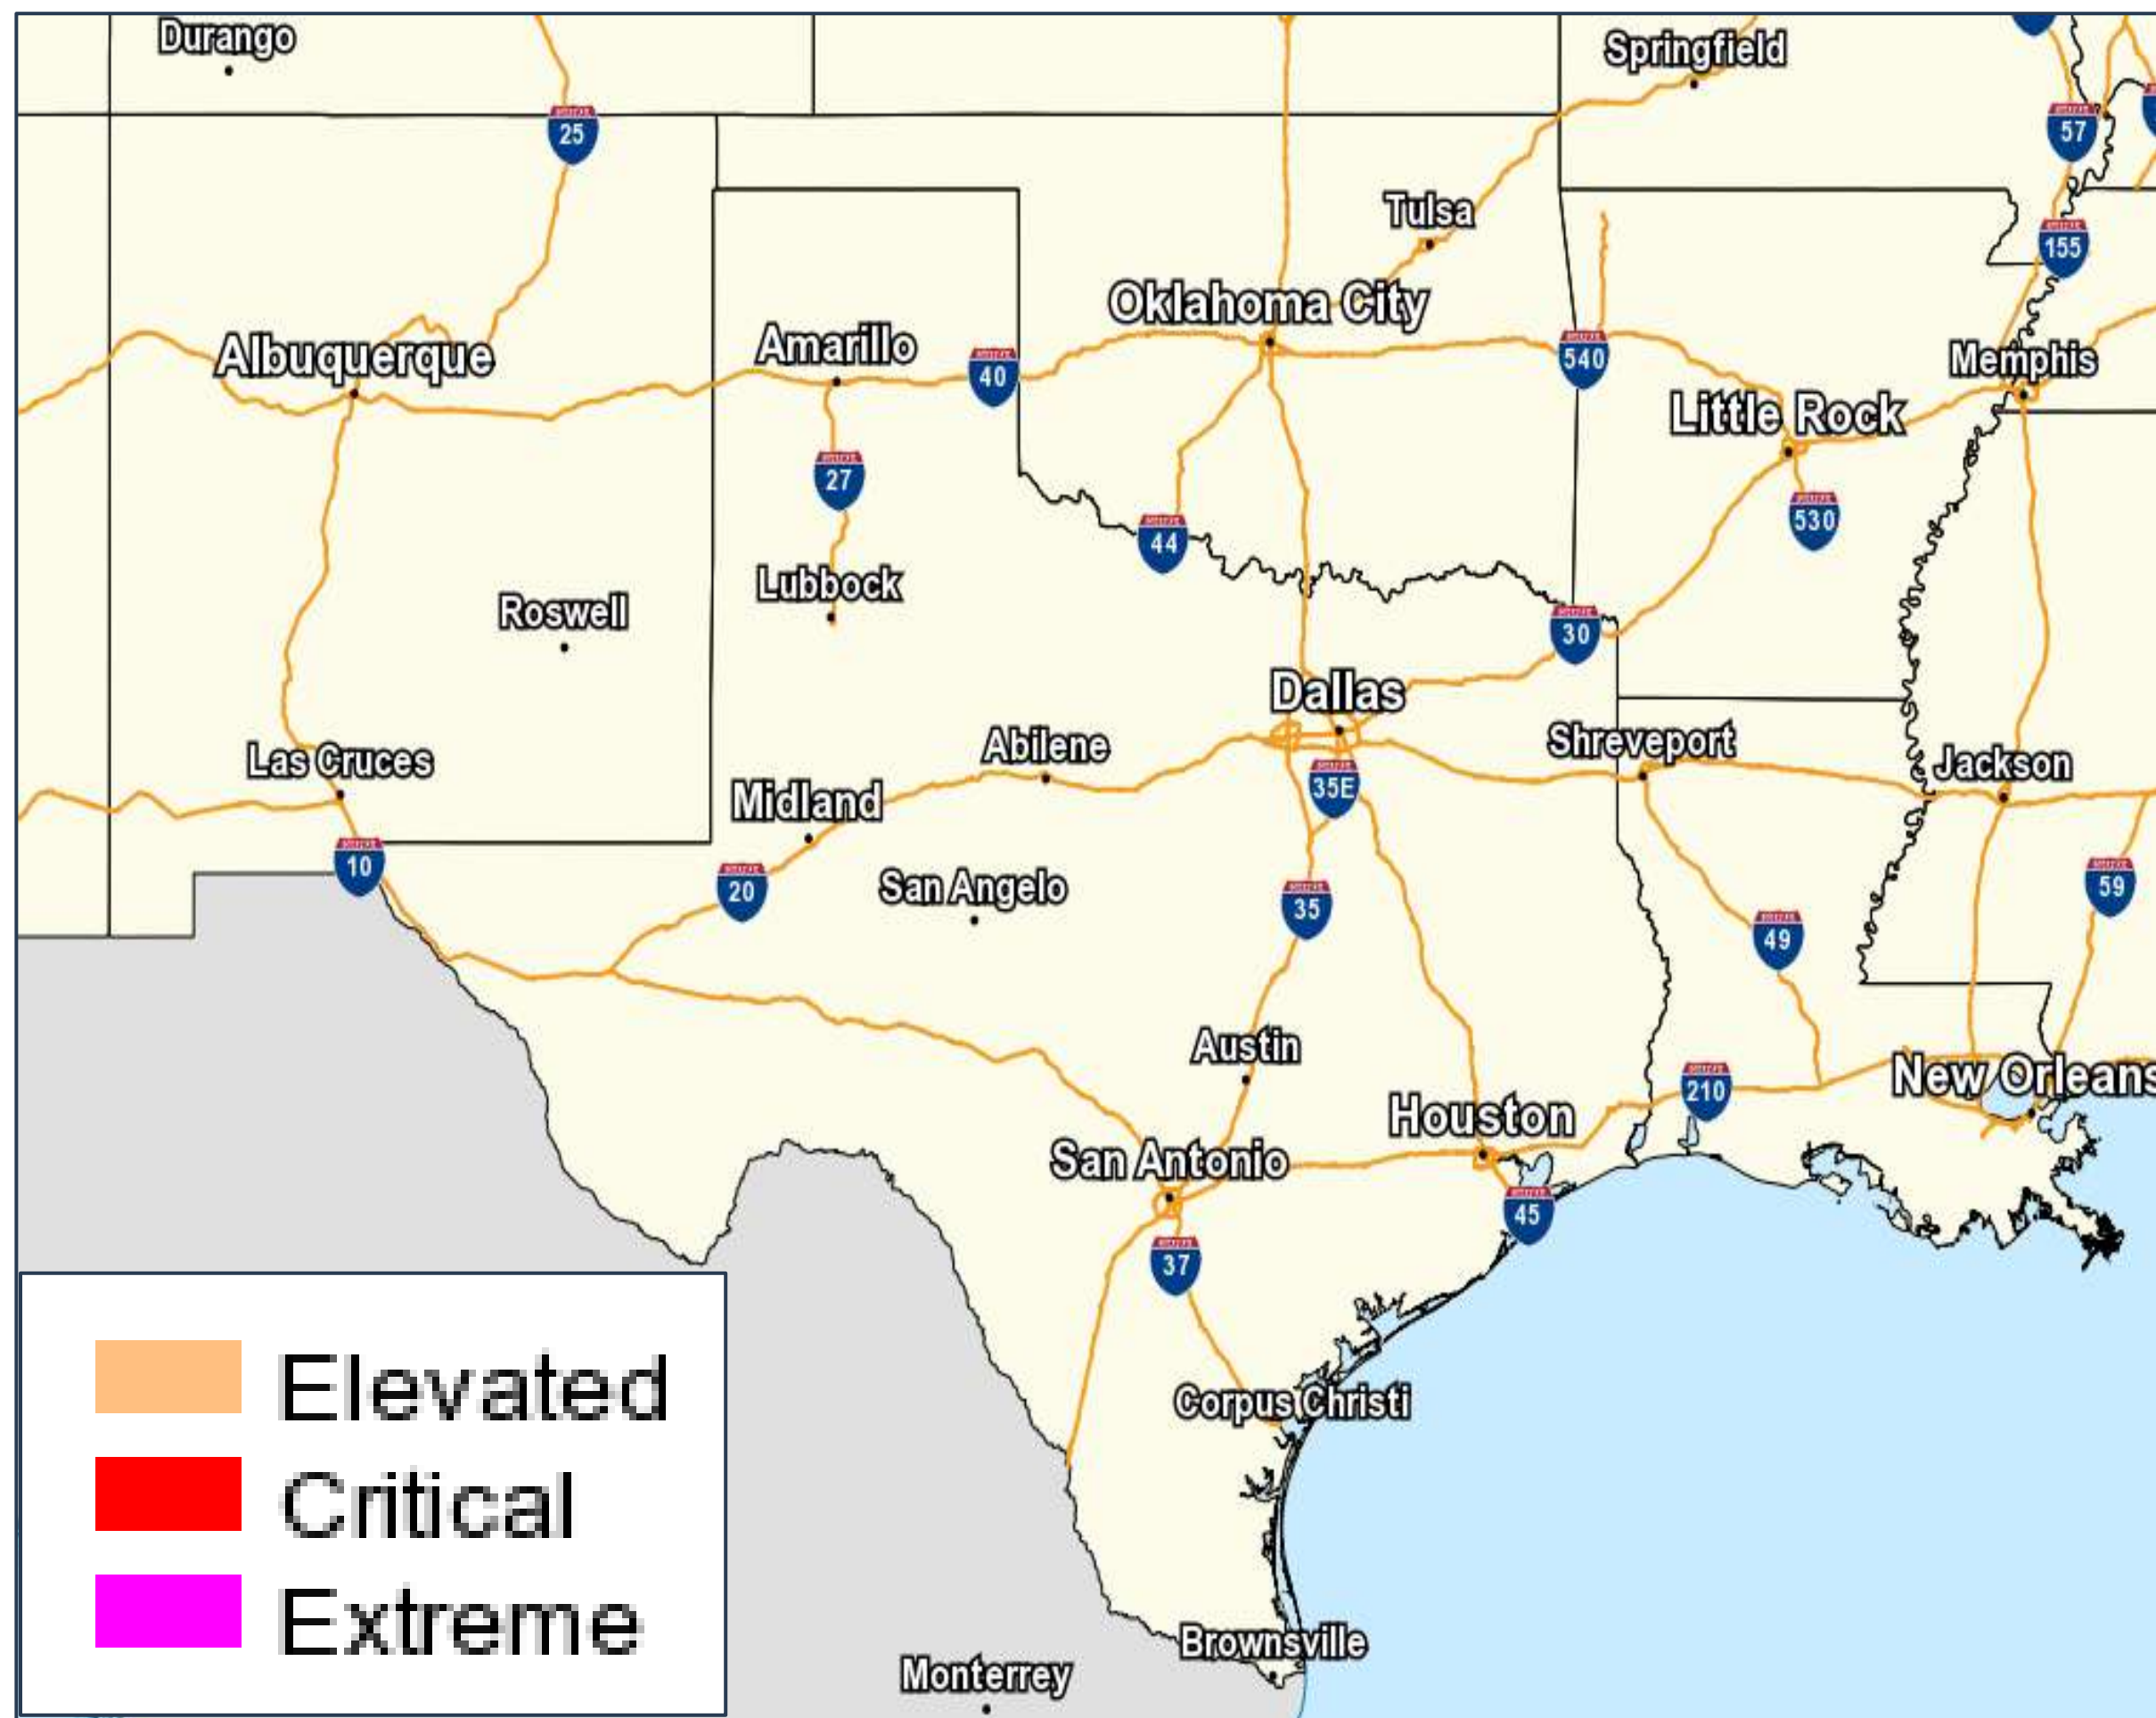 Durango
Springfield
25
57
Tulsa
155
Oklahoma City
Albuquerque
Amarillo
40
540
Memphis
Little Rock
27
530
44
Lubbock
Roswell
30
Dallas
Las Cruces
Abilene
Shreveport
Jackson
Midland
35E
10
20
San Angelo
35
59
49
Austin
New Orleans
210
Houston
San Antonio
45
37
Elevated
Corpus Christi
Critical
Extreme
Brownsville
Monterrey